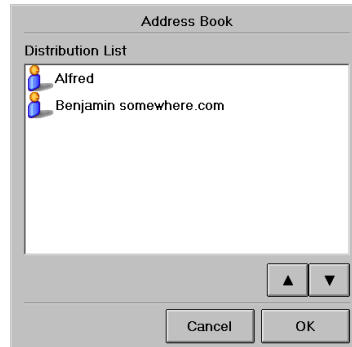 Address Book
Distribution List
Alfred
Benjamin somewhere.com
Cancel OK